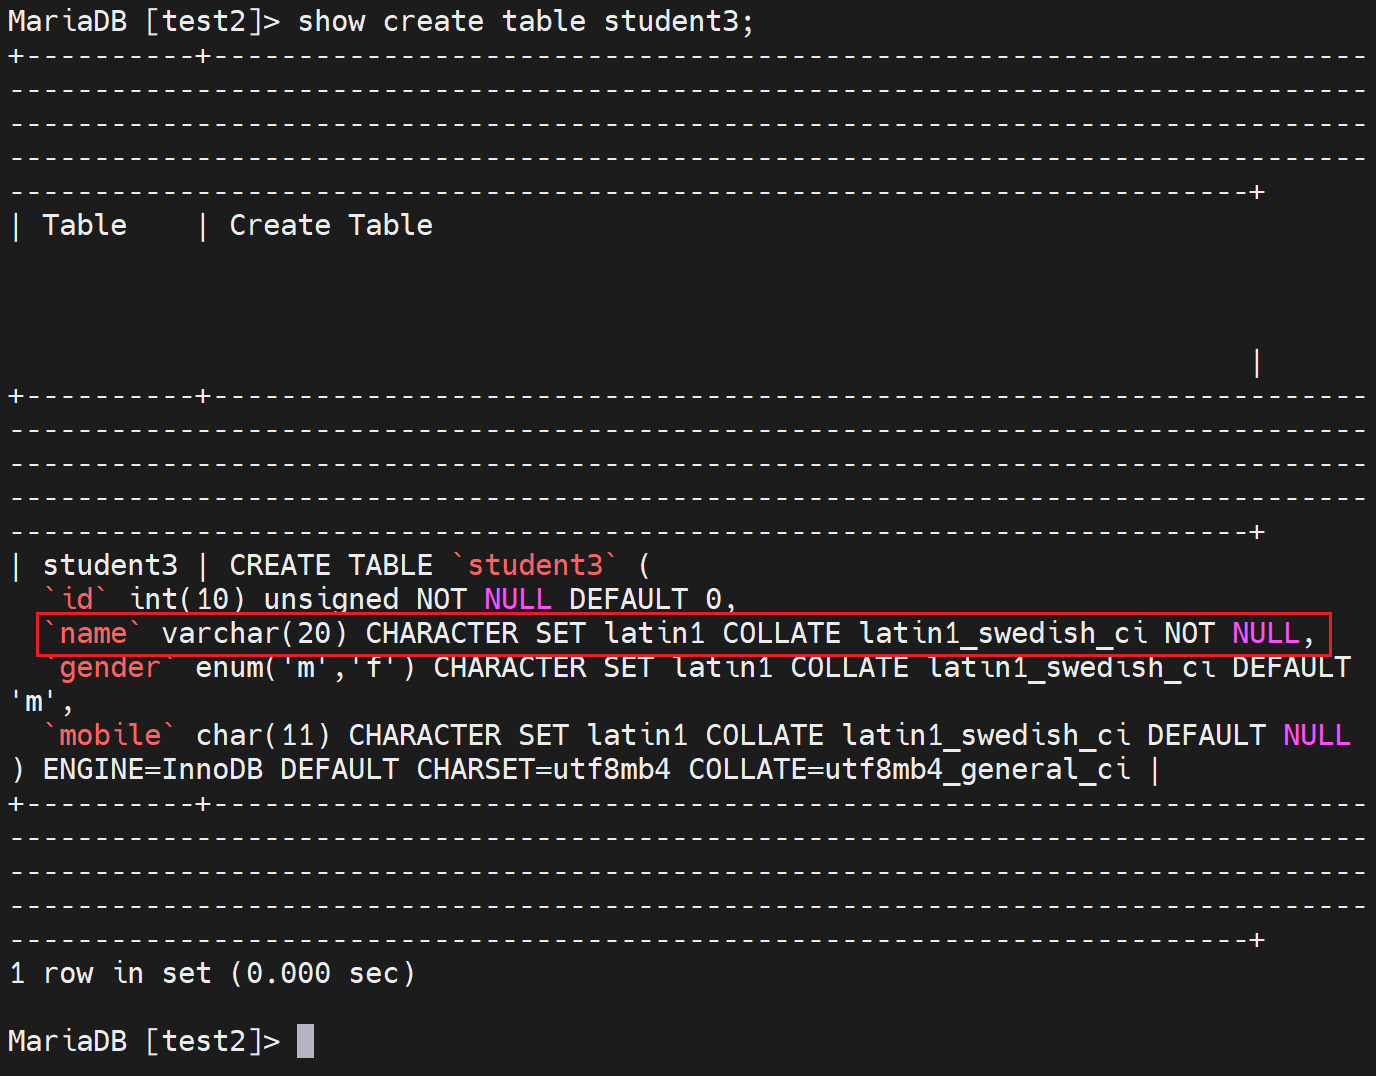 MariaDB [test2]> show create table student3;
+----------+--------------------------------------------------------------------
--------------------------------------------------------------------------------
--------------------------------------------------------------------------------
--------------------------------------------------------------------------------
-------------------------------------------------------------------------+
| Table    | Create Table
|
+----------+--------------------------------------------------------------------
--------------------------------------------------------------------------------
--------------------------------------------------------------------------------
--------------------------------------------------------------------------------
-------------------------------------------------------------------------+
| student3 | CREATE TABLE `student3` (
  `id` int(10) unsigned NOT NULL DEFAULT 0,
  `name` varchar(20) CHARACTER SET latin1 COLLATE latin1_swedish_ci NOT NULL,
  `gender` enum('m','f') CHARACTER SET latin1 COLLATE latin1_swedish_ci DEFAULT
'm',
  `mobile` char(11) CHARACTER SET latin1 COLLATE latin1_swedish_ci DEFAULT NULL
) ENGINE=InnoDB DEFAULT CHARSET=utf8mb4 COLLATE=utf8mb4_general_ci |
+----------+--------------------------------------------------------------------
--------------------------------------------------------------------------------
--------------------------------------------------------------------------------
--------------------------------------------------------------------------------
-------------------------------------------------------------------------+
1 row in set (0.000 sec)
MariaDB [test2]>